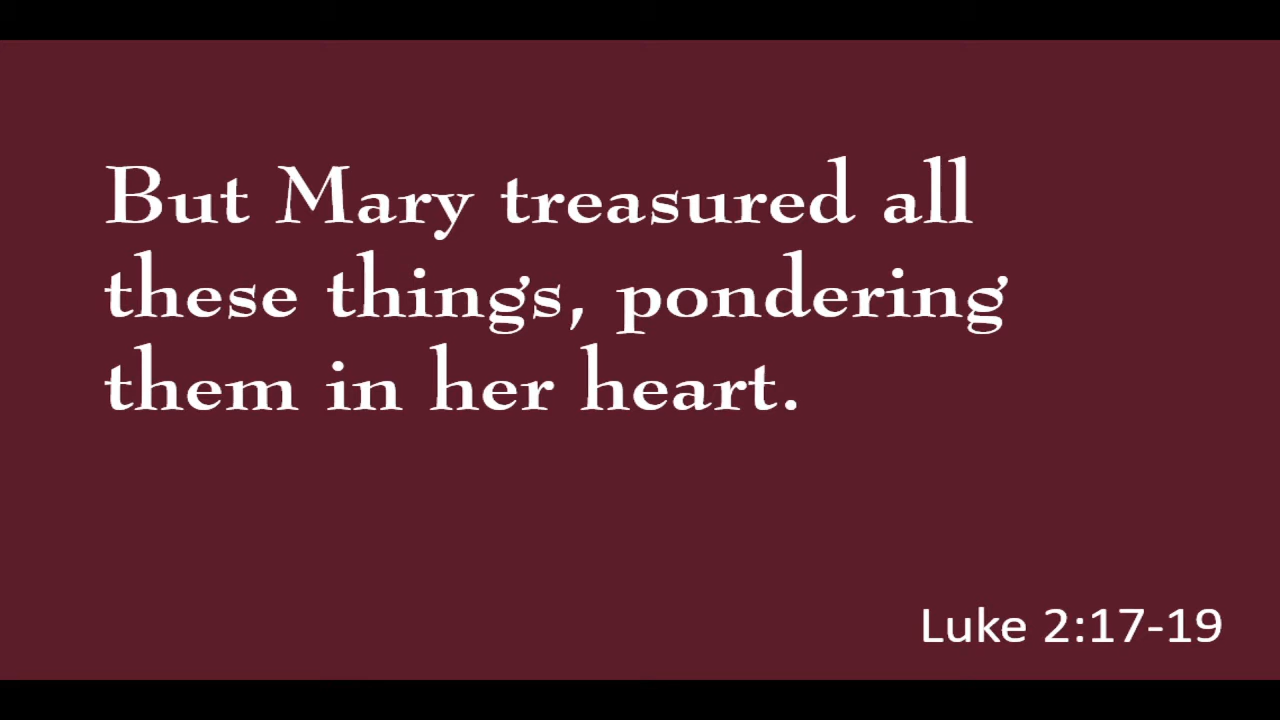 But Mary treasured all
these things, pondering
them in her heart.
Luke 2:17-19